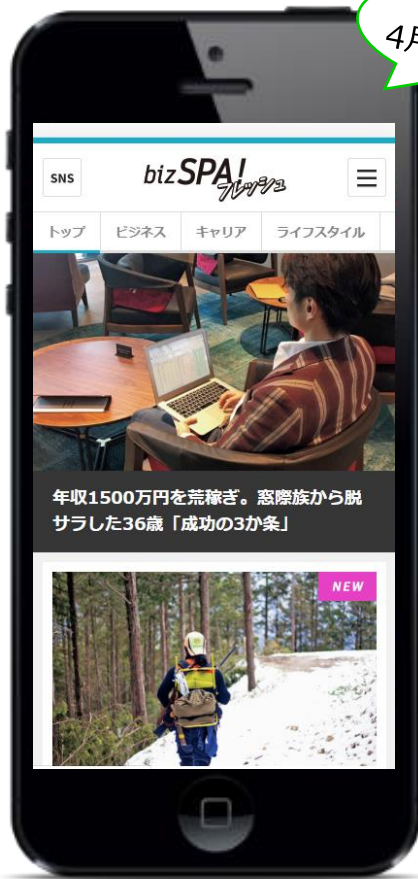 4月
SNS
bizSPA!
フレッシュ
トップ ビジネス キャリア ライフスタイル
年収1500万円を荒稼ぎ。窓際族から脱
サラした36歳「成功の3か条」
NEW